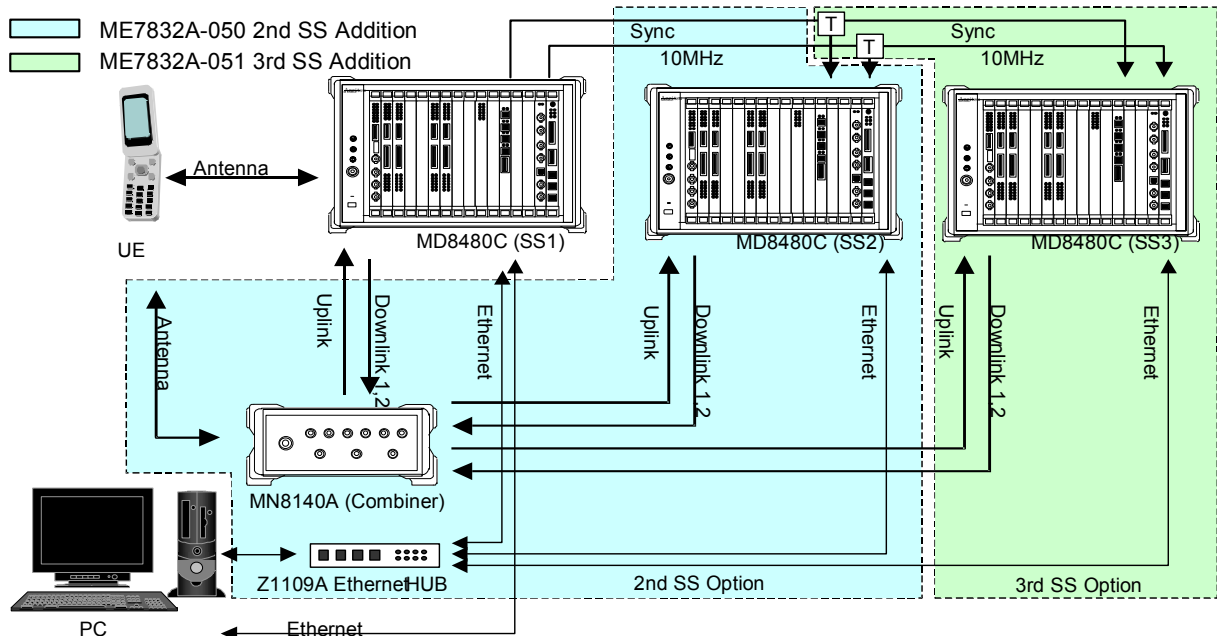 ME7832A-050 2nd SS Addition
ME7832A-051 3rd SS Addition
Sync
10MHz
T
T
Sync
10MHz
Antenna
UE
MD8480C (SS1)
MD8480C (SS2)
MD8480C (SS3)
Antenna
Uplink
Downlink 1,2
Ethernet
Uplink
Downlink 1,2
Ethernet
Uplink
Downlink 1,2
Ethernet
MN8140A (Combiner)
Z1109A EthernetHUB
2nd SS Option
3rd SS Option
PC
Ethernet